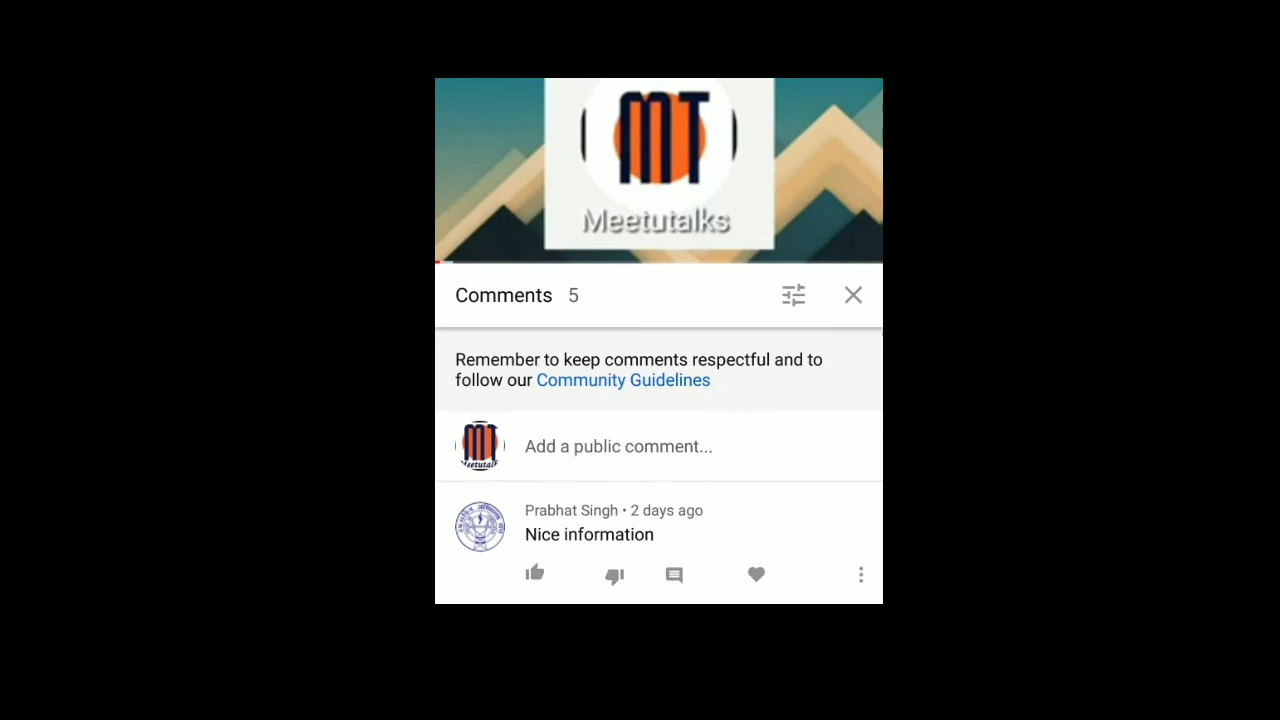 MT
Meetutalks
Comments 5
Remember to keep comments respectful and to
follow our Community Guidelines
MT
Add a public comment...
Prabhat Singh • 2 days ago
Nice information